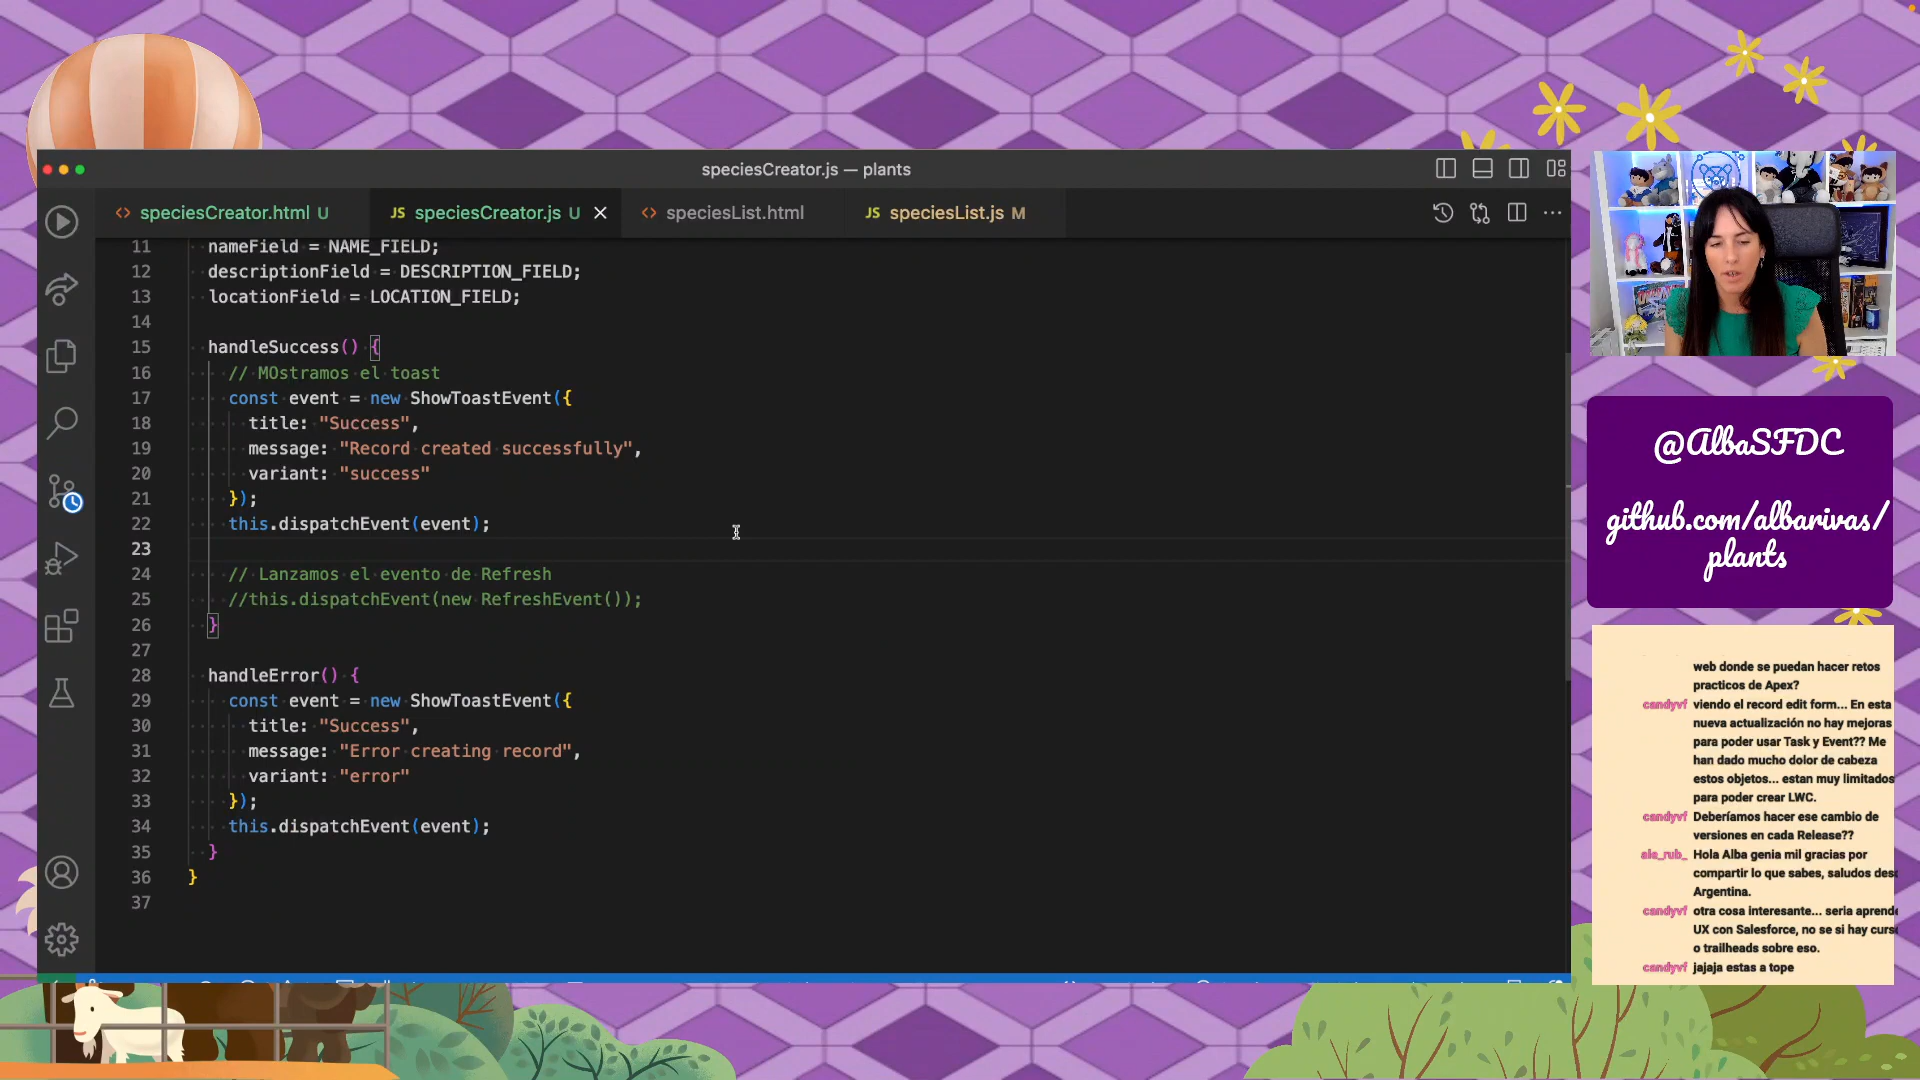 speciesCreator.js — plants
speciesCreator.html U
JS speciesCreator.js U
speciesList.html
JS speciesList.js M
11 nameField = NAME_FIELD;
12 descriptionField = DESCRIPTION_FIELD;
13 locationField = LOCATION_FIELD;
14
15 handleSuccess() {
16 // MOstramos el toast
17 const event = new ShowToastEvent({
18 title: "Success",
19 message: "Record created successfully",
20 variant: "success"
21 });
22 this.dispatchEvent(event);
23
24 // Lanzamos el evento de Refresh
25 //this.dispatchEvent(new RefreshEvent());
26 }
27
28 handleError() {
29 const event = new ShowToastEvent({
30 title: "Success",
31 message: "Error creating record",
32 variant: "error"
33 });
34 this.dispatchEvent(event);
35 }
36 }
37
@AlbaSFDC
github.com/albarivas/
plants
web donde se puedan hacer retos
practicos de Apex?
candyvf viendo el record edit form... En esta
nueva actualización no hay mejoras
para poder usar Task y Event?? Me
han dado mucho dolor de cabeza
estos objetos... estan muy limitados
para poder crear LWC.
candyvf Deberíamos hacer ese cambio de
versiones en cada Release??
ale_rub_ Hola Alba genia mil gracias por
compartir lo que sabes, saludos des
Argentina.
candyvf otra cosa interesante... seria aprend
UX con Salesforce, no se si hay curs
o trailheads sobre eso.
candyvf jajaja estas a tope